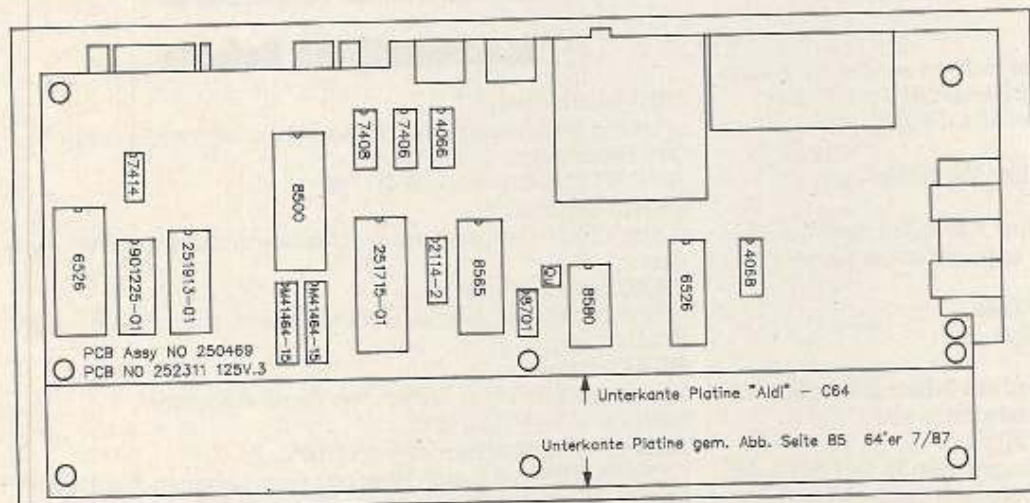 7408
7406
4066
7414
8500
6526
901225-01
251913-01
M41464-15
M41464-15
251715-01
2114-2
8565
8701
Qu
8580
6526
4068
PCB Assy NO 250469
PCB NO 252311 125V.3
Unterkante Platine "Aldi" - C64
Unterkante Platine gem. Abb. Seite 85 64'er 7/87